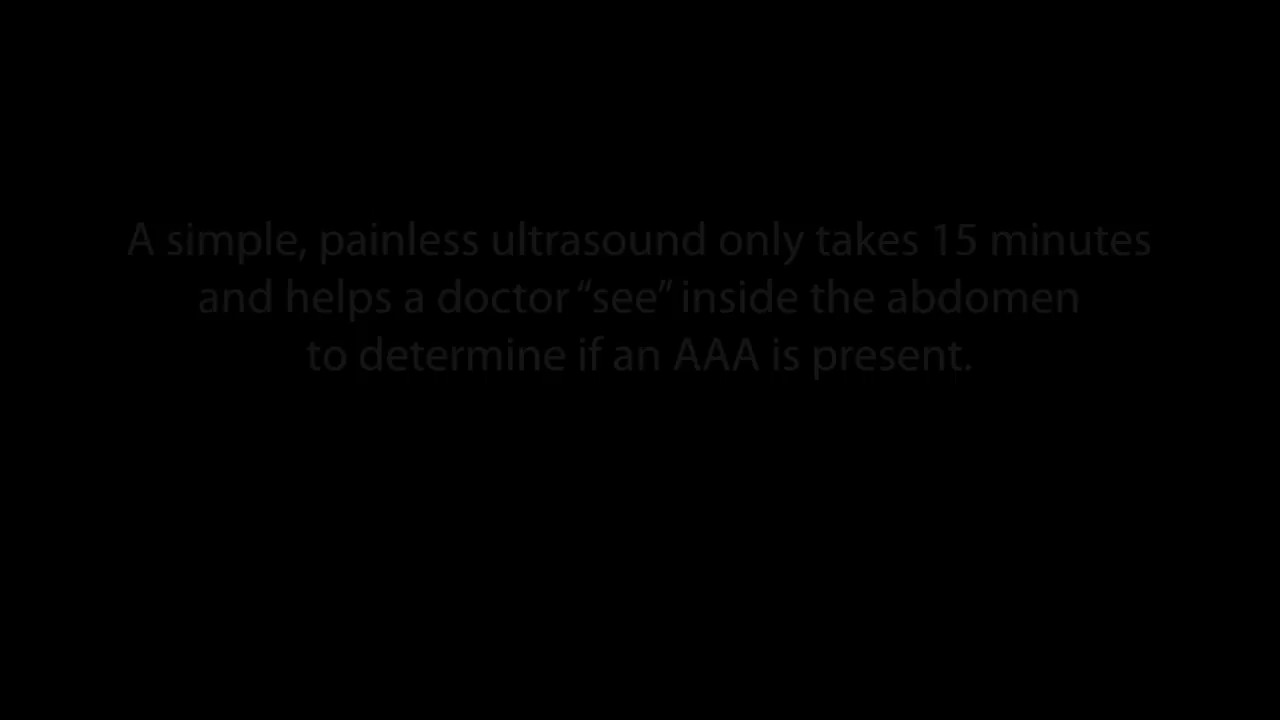 A simple, painless ultrasound only takes 15 minutes
and helps a doctor “see” inside the abdomen
to determine if an AAA is present.